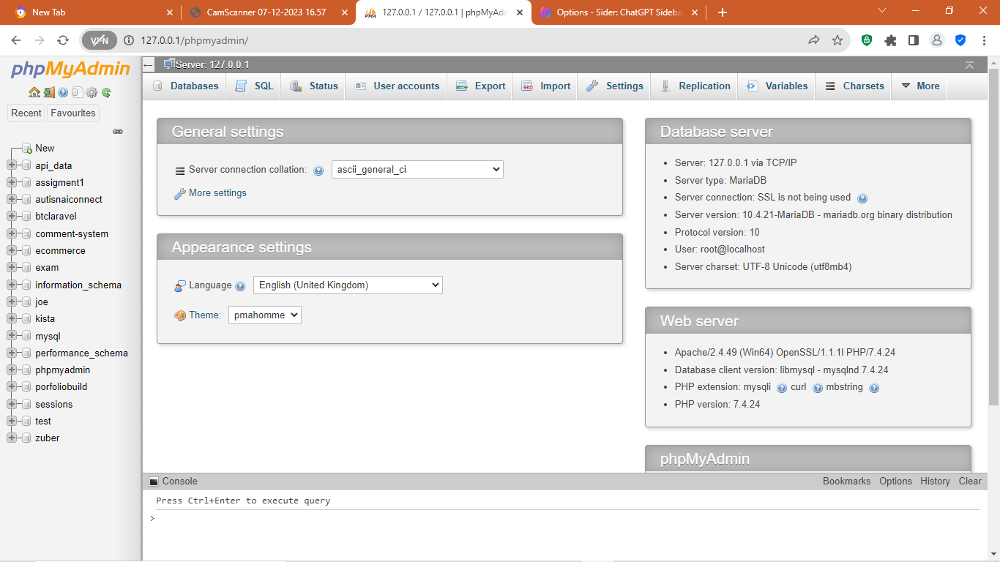 New Tab
CamScanner 07-12-2023 16.57
127.0.0.1 / 127.0.0.1 | phpMyAdm
Options - Sider: ChatGPT Sideba
VPN
127.0.0.1/phpmyadmin/
phpMyAdmin
Recent
Favourites
New
api_data
assigment1
autisnaiconnect
btclaravel
comment-system
ecommerce
exam
information_schema
joe
kista
mysql
performance_schema
phpmyadmin
porfoliobuild
sessions
test
zuber
Server: 127.0.0.1
Databases
SQL
Status
User accounts
Export
Import
Settings
Replication
Variables
Charsets
More
General settings
Server connection collation:
ascii_general_ci
More settings
Appearance settings
Language
English (United Kingdom)
Theme:
pmahomme
Database server
Server: 127.0.0.1 via TCP/IP
Server type: MariaDB
Server connection: SSL is not being used
Server version: 10.4.21-MariaDB - mariadb.org binary distribution
Protocol version: 10
User: root@localhost
Server charset: UTF-8 Unicode (utf8mb4)
Web server
Apache/2.4.49 (Win64) OpenSSL/1.1.1l PHP/7.4.24
Database client version: libmysql - mysqlnd 7.4.24
PHP extension: mysqli curl mbstring
PHP version: 7.4.24
phpMyAdmin
Console
Bookmarks
Options
History
Clear
Press Ctrl+Enter to execute query
>